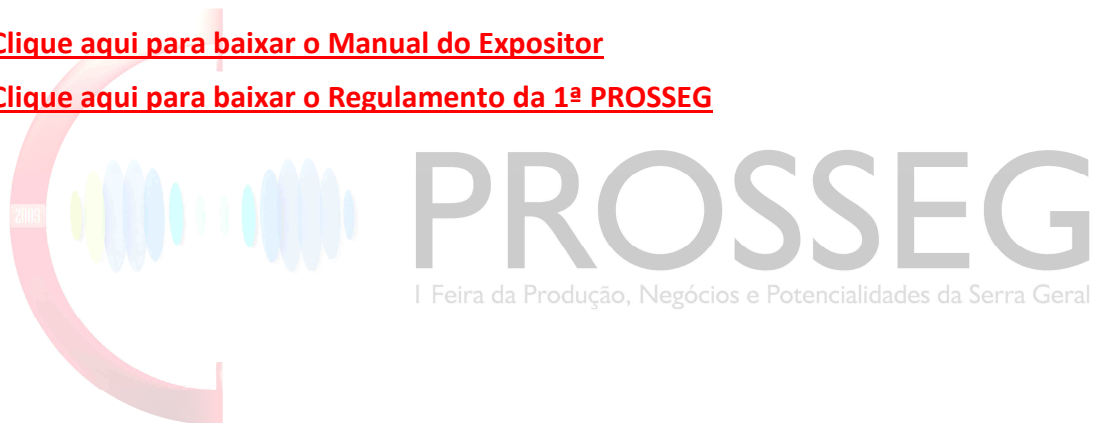 Clique aqui para baixar o Manual do Expositor
Clique aqui para baixar o Regulamento da 1ª PROSSEG
2009
PROSSEG
I Feira da Produção, Negócios e Potencialidades da Serra Geral